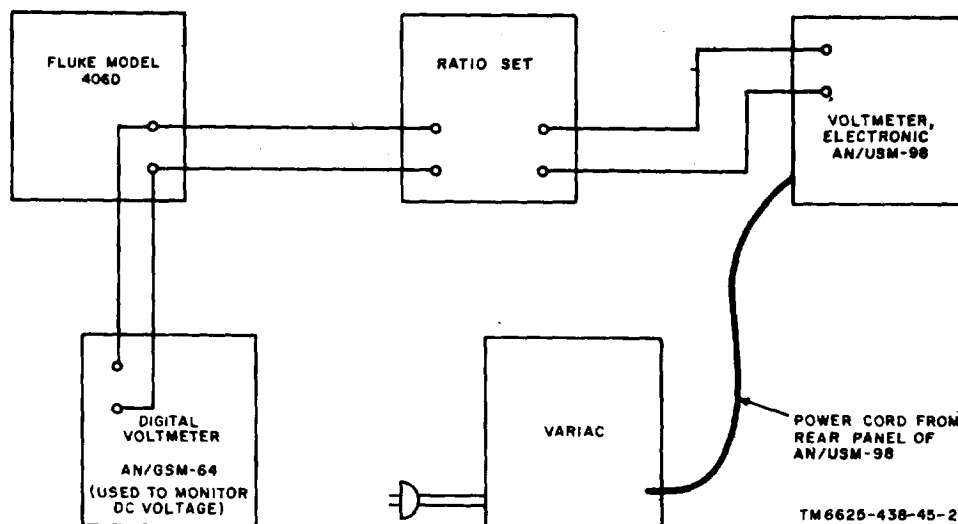 FLUKE MODEL
406D
RATIO SET
VOLTMETER,
ELECTRONIC
AN/USM-98
DIGITAL
VOLTMETER
AN/GSM-64
(USED TO MONITOR
DC VOLTAGE)
VARIAC
POWER CORD FROM
REAR PANEL OF
AN/USM-98
TM6625-438-45-2